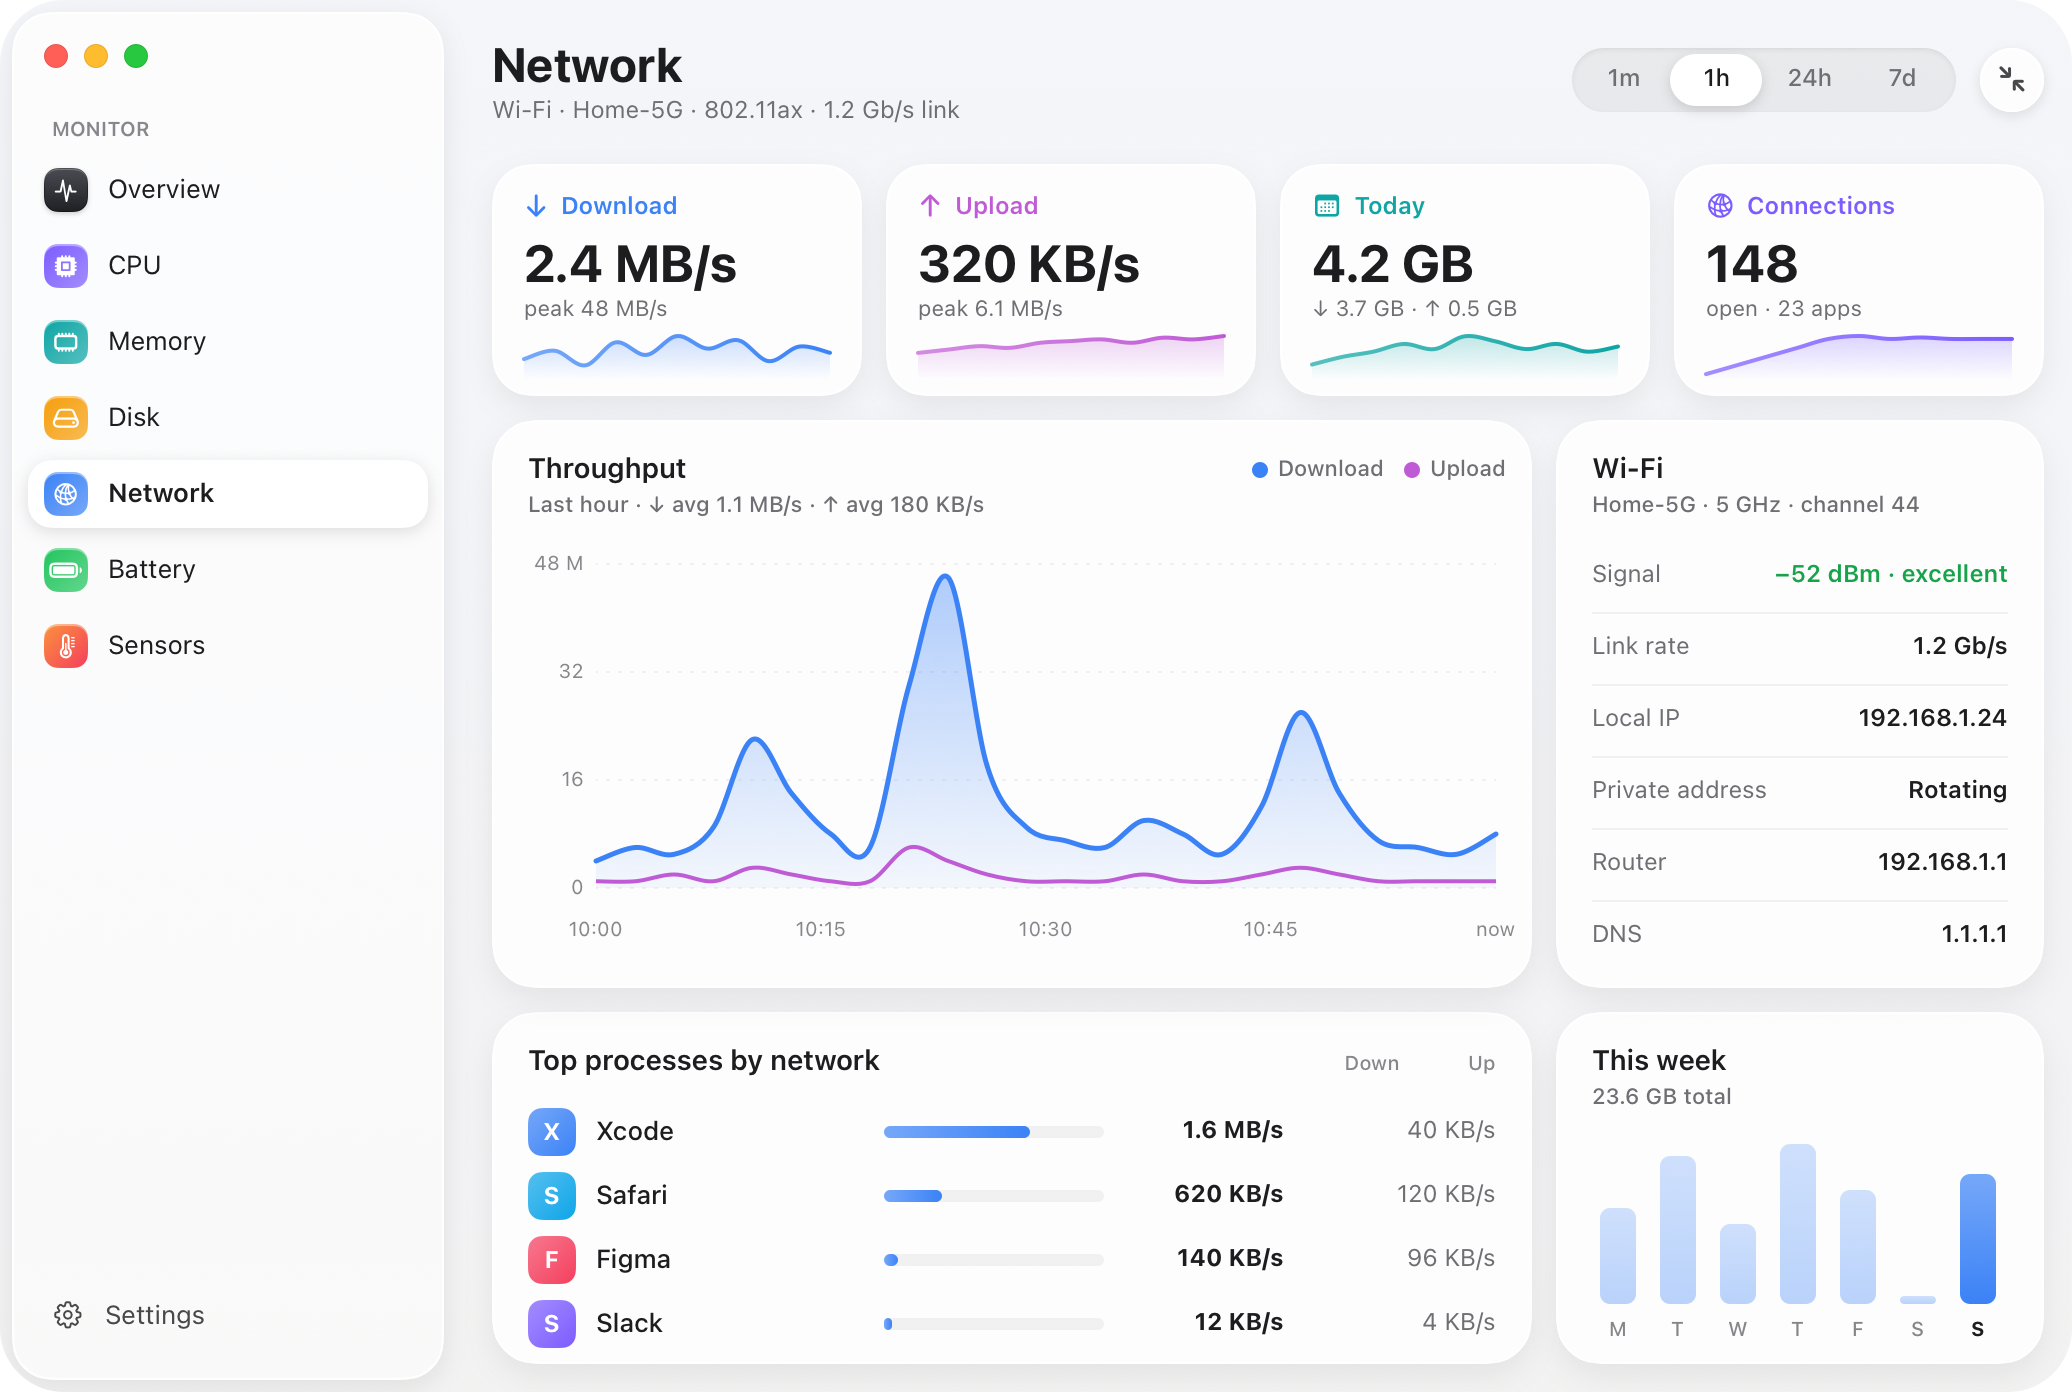 MONITOR
Overview
CPU
Memory
Disk
Network
Battery
Sensors
Settings
Network
Wi-Fi · Home-5G · 802.11ax · 1.2 Gb/s link
1m 1h 24h 7d
↓ Download
2.4 MB/s
peak 48 MB/s
↑ Upload
320 KB/s
peak 6.1 MB/s
Today
4.2 GB
↓ 3.7 GB · ↑ 0.5 GB
Connections
148
open · 23 apps
Throughput
Download Upload
Last hour · ↓ avg 1.1 MB/s · ↑ avg 180 KB/s
48 M
32
16
0
10:00 10:15 10:30 10:45 now
Wi-Fi
Home-5G · 5 GHz · channel 44
Signal −52 dBm · excellent
Link rate 1.2 Gb/s
Local IP 192.168.1.24
Private address Rotating
Router 192.168.1.1
DNS 1.1.1.1
Top processes by network Down Up
X Xcode 1.6 MB/s 40 KB/s
S Safari 620 KB/s 120 KB/s
F Figma 140 KB/s 96 KB/s
S Slack 12 KB/s 4 KB/s
This week
23.6 GB total
M T W T F S S